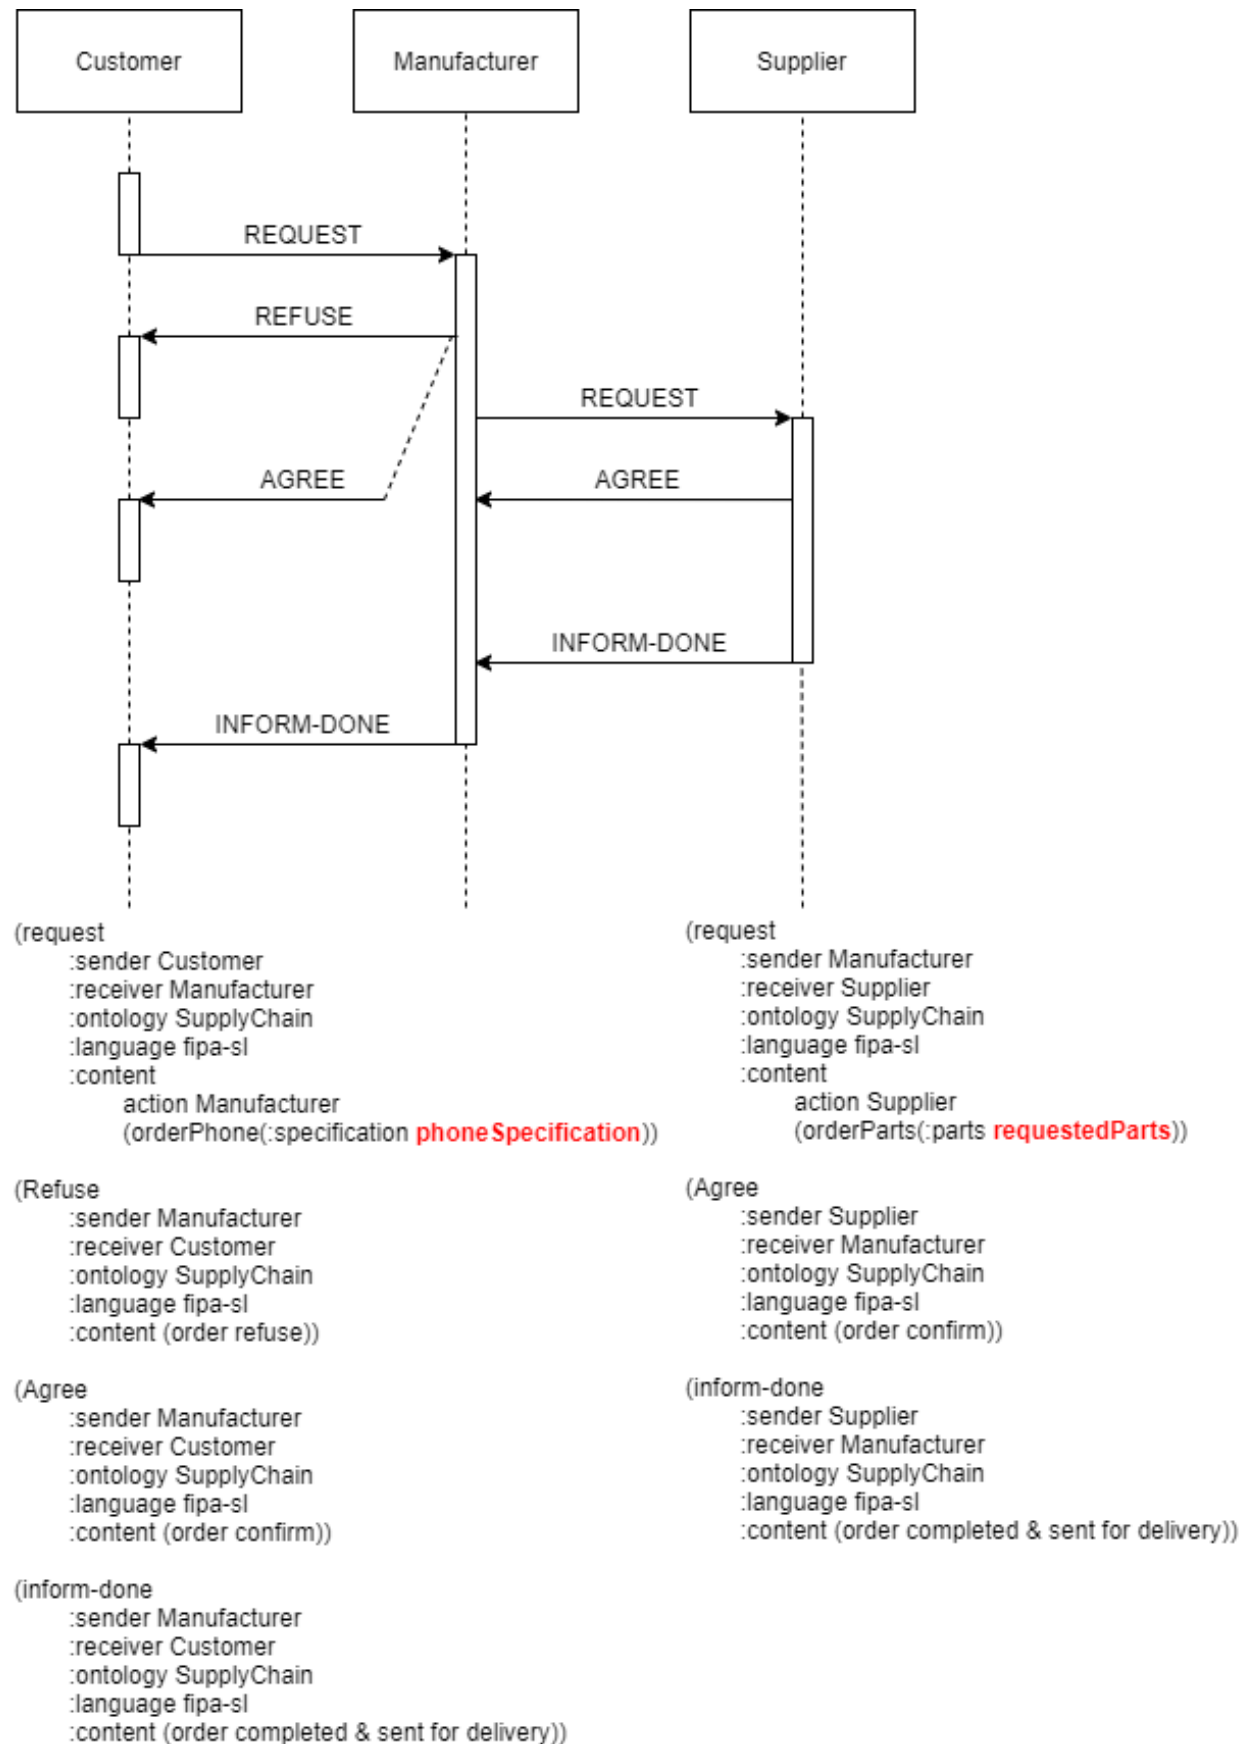 Customer
Manufacturer
Supplier
REQUEST
REFUSE
REQUEST
AGREE
AGREE
INFORM-DONE
INFORM-DONE
(request
:sender Customer
:receiver Manufacturer
:ontology SupplyChain
:language fipa-sl
:content
action Manufacturer
(orderPhone(:specification phoneSpecification))
(Refuse
:sender Manufacturer
:receiver Customer
:ontology SupplyChain
:language fipa-sl
:content (order refuse))
(Agree
:sender Manufacturer
:receiver Customer
:ontology SupplyChain
:language fipa-sl
:content (order confirm))
(inform-done
:sender Manufacturer
:receiver Customer
:ontology SupplyChain
:language fipa-sl
:content (order completed & sent for delivery))
(request
:sender Manufacturer
:receiver Supplier
:ontology SupplyChain
:language fipa-sl
:content
action Supplier
(orderParts(:parts requestedParts))
(Agree
:sender Supplier
:receiver Manufacturer
:ontology SupplyChain
:language fipa-sl
:content (order confirm))
(inform-done
:sender Supplier
:receiver Manufacturer
:ontology SupplyChain
:language fipa-sl
:content (order completed & sent for delivery))